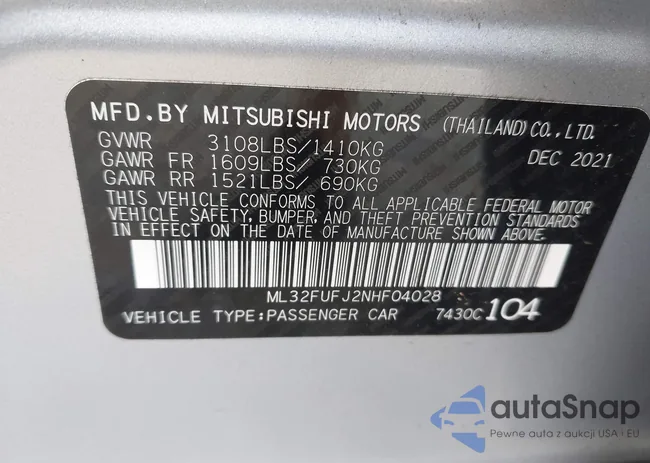 MFD.BY MITSUBISHI MOTORS (THAILAND)CO.,LTD.
GVWR 3108LBS/1410KG DEC 2021
GAWR FR 1609LBS/ 730KG
GAWR RR 1521LBS/ 690KG
THIS VEHICLE CONFORMS TO ALL APPLICABLE FEDERAL MOTOR
VEHICLE SAFETY, BUMPER, AND THEFT PREVENTION STANDARDS
IN EFFECT ON THE DATE OF MANUFACTURE SHOWN ABOVE.
ML32FUFJ2NHF04028
VEHICLE TYPE:PASSENGER CAR 7430C 104
autaSnap
Pewne auta z aukcji USA i EU